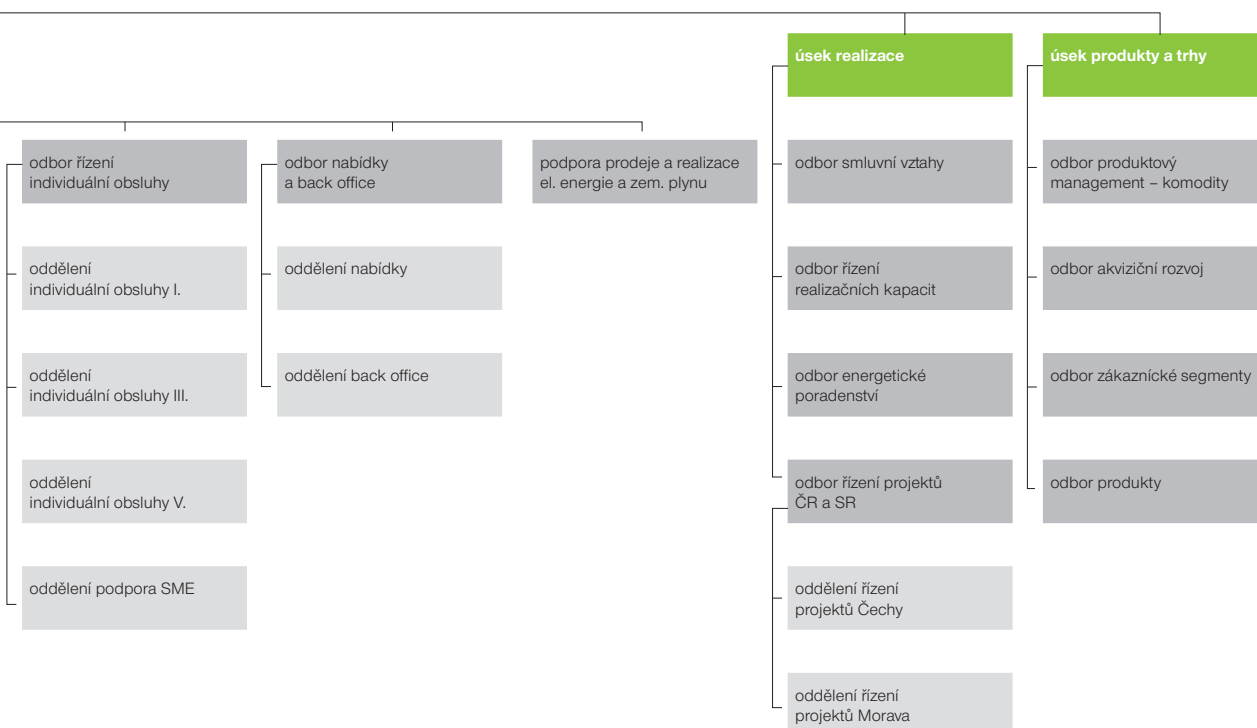 úsek realizace
úsek produkty a trhy
odbor řízení
individuální obsluhy
odbor nabídky
a back office
podpora prodeje a realizace
el. energie a zem. plynu
odbor smluvní vztahy
odbor produktový
management – komodity
oddělení
individuální obsluhy I.
oddělení nabídky
odbor řízení
realizačních kapacit
odbor akviziční rozvoj
oddělení
individuální obsluhy III.
oddělení back office
odbor energetické
poradenství
odbor zákaznícké segmenty
oddělení
individuální obsluhy V.
odbor řízení projektů
ČR a SR
odbor produkty
oddělení podpora SME
oddělení řízení
projektů Čechy
oddělení řízení
projektů Morava